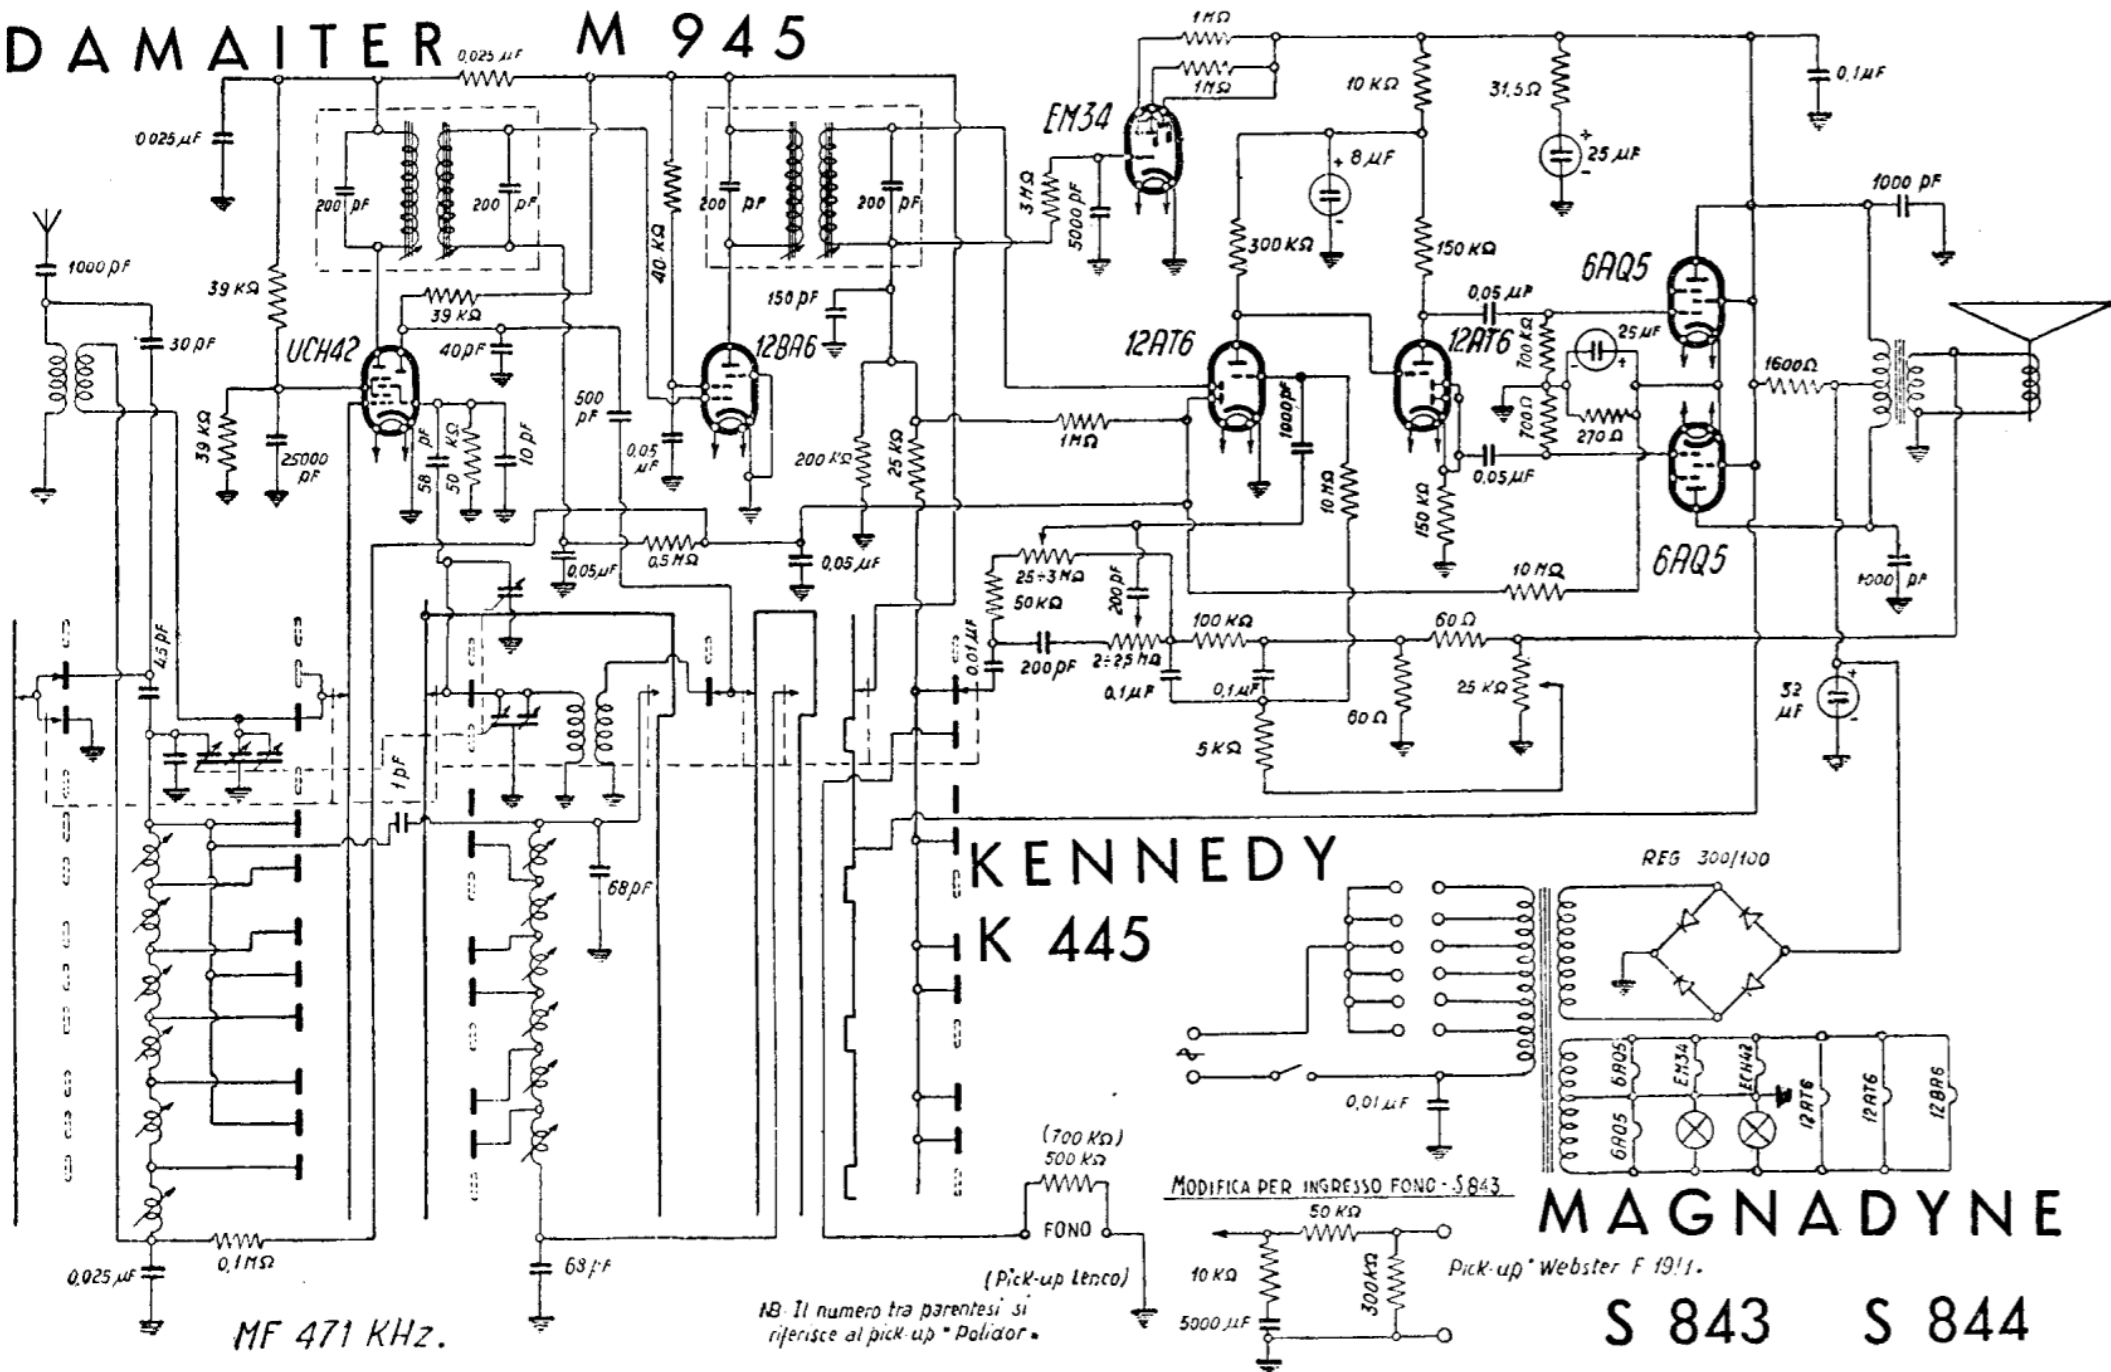 DAMAITER M 945
0,025 µF
0,025 µF
200 pF
200 pF
200 pF
200 pF
40 KΩ
1 MΩ
1 MΩ
EM34
3 MΩ
5000 pF
10 KΩ
31,5 Ω
0,1 µF
+ 8 µF -
+ 25 µF -
1000 pF
1000 pF
30 pF
39 KΩ
39 KΩ
UCH42
40 pF
12BA6
150 pF
300 KΩ
150 KΩ
6AQ5
0,05 µF
700 KΩ
- 25 µF +
12AT6
12AT6
1600 Ω
39 KΩ
25000 pF
58 pF
50 KΩ
10 pF
500 pF
0,05 µF
200 KΩ
25 KΩ
1 MΩ
1000 pF
10 MΩ
150 KΩ
0,05 µF
700 Ω
270 Ω
6AQ5
1000 pF
0,05 µF
0,5 MΩ
0,05 µF
25÷3 MΩ
50 KΩ
200 pF
10 MΩ
4,5 pF
0,01 µF
200 pF
2÷2,5 MΩ
100 KΩ
60 Ω
0,1 µF
0,1 µF
60 Ω
25 KΩ
5 KΩ
+ 32 µF -
1 pF
68 pF
KENNEDY
K 445
REG 300/100
0,01 µF
6AQ5
6AQ5
EM34
ECH42
12AT6
12AT6
12BA6
(700 KΩ)
500 KΩ
FONO
(Pick-up Lenco)
0,1 MΩ
0,025 µF
68 pF
MF 471 KHz.
NB- Il numero tra parentesi si
riferisce al pick-up "Polidor"
MODIFICA PER INGRESSO FONO - S 843
50 KΩ
10 KΩ
300 KΩ
5000 µF
MAGNADYNE
Pick-up "Webster F
S 843 S 844